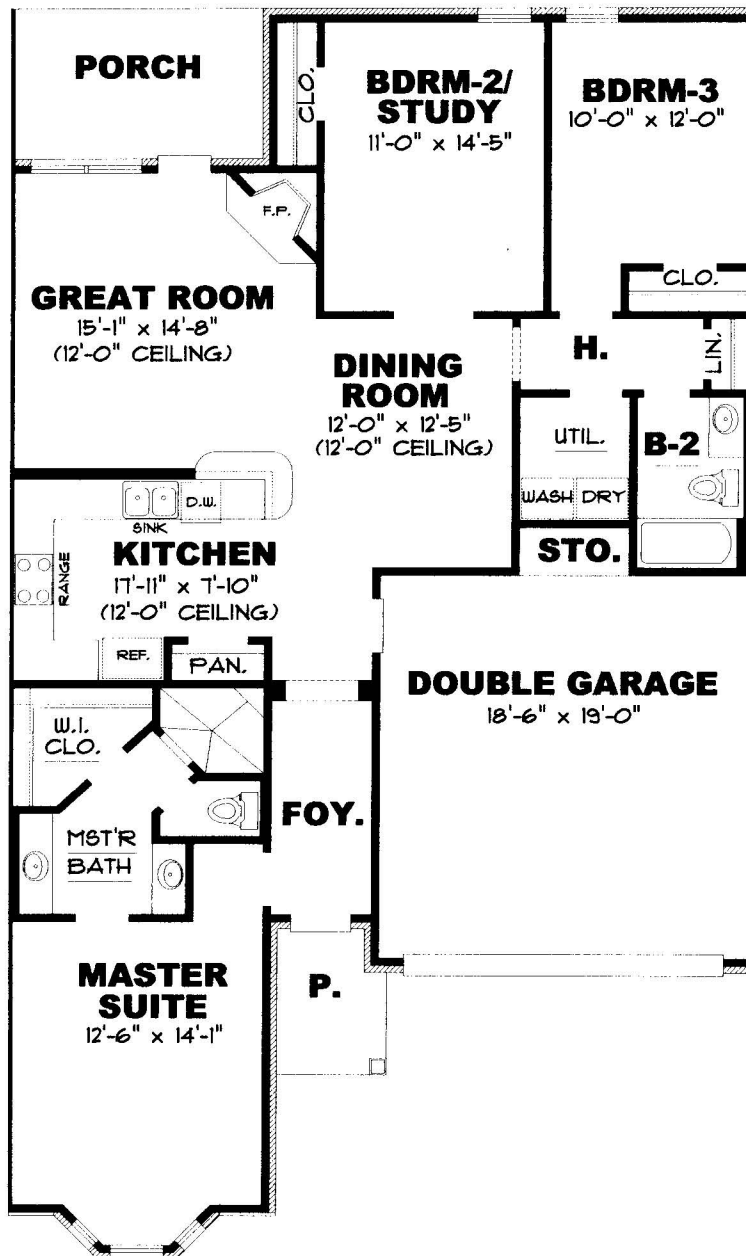 PORCH
CLO.
BDRM-2/
STUDY
11'-0" x 14'-5"
BDRM-3
10'-0" x 12'-0"
F.P.
CLO.
GREAT ROOM
15'-1" x 14'-8"
(12'-0" CEILING)
DINING
ROOM
12'-0" x 12'-5"
(12'-0" CEILING)
H.
LIN.
UTIL.
B-2
WASH
DRY
SINK
D.W.
STO.
KITCHEN
17'-11" x 7'-10"
(12'-0" CEILING)
RANGE
REF.
PAN.
DOUBLE GARAGE
18'-6" x 19'-0"
W.I.
CLO.
FOY.
MST'R
BATH
MASTER
SUITE
12'-6" x 14'-1"
P.